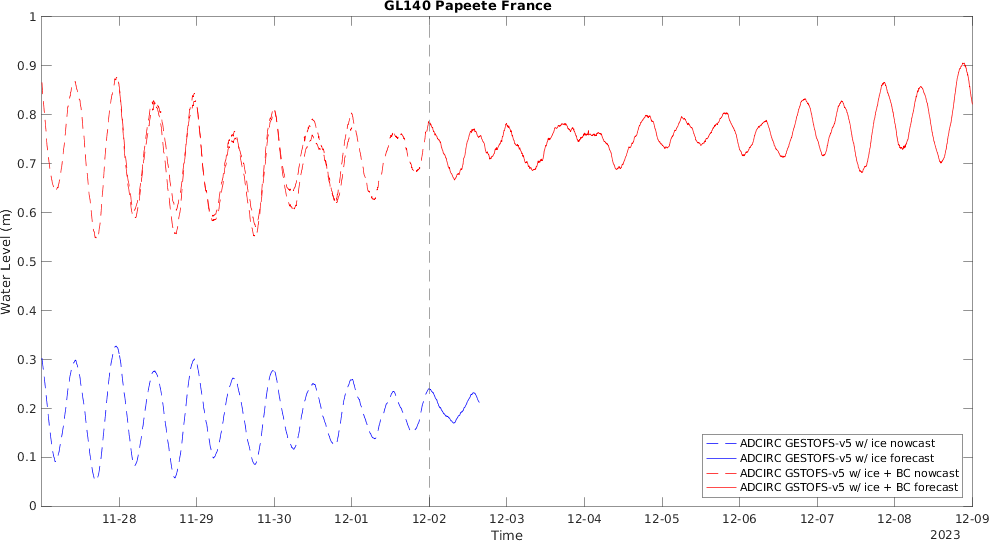 GL140 Papeete France
1
0.9
0.8
0.7
0.6
0.5
0.4
0.3
0.2
0.1
0
Water Level (m)
11-28 11-29 11-30 12-01 12-02 12-03 12-04 12-05 12-06 12-07 12-08 12-09
Time
2023
ADCIRC GESTOFS-v5 w/ ice nowcast
ADCIRC GESTOFS-v5 w/ ice forecast
ADCIRC GSTOFS-v5 w/ ice + BC nowcast
ADCIRC GSTOFS-v5 w/ ice + BC forecast